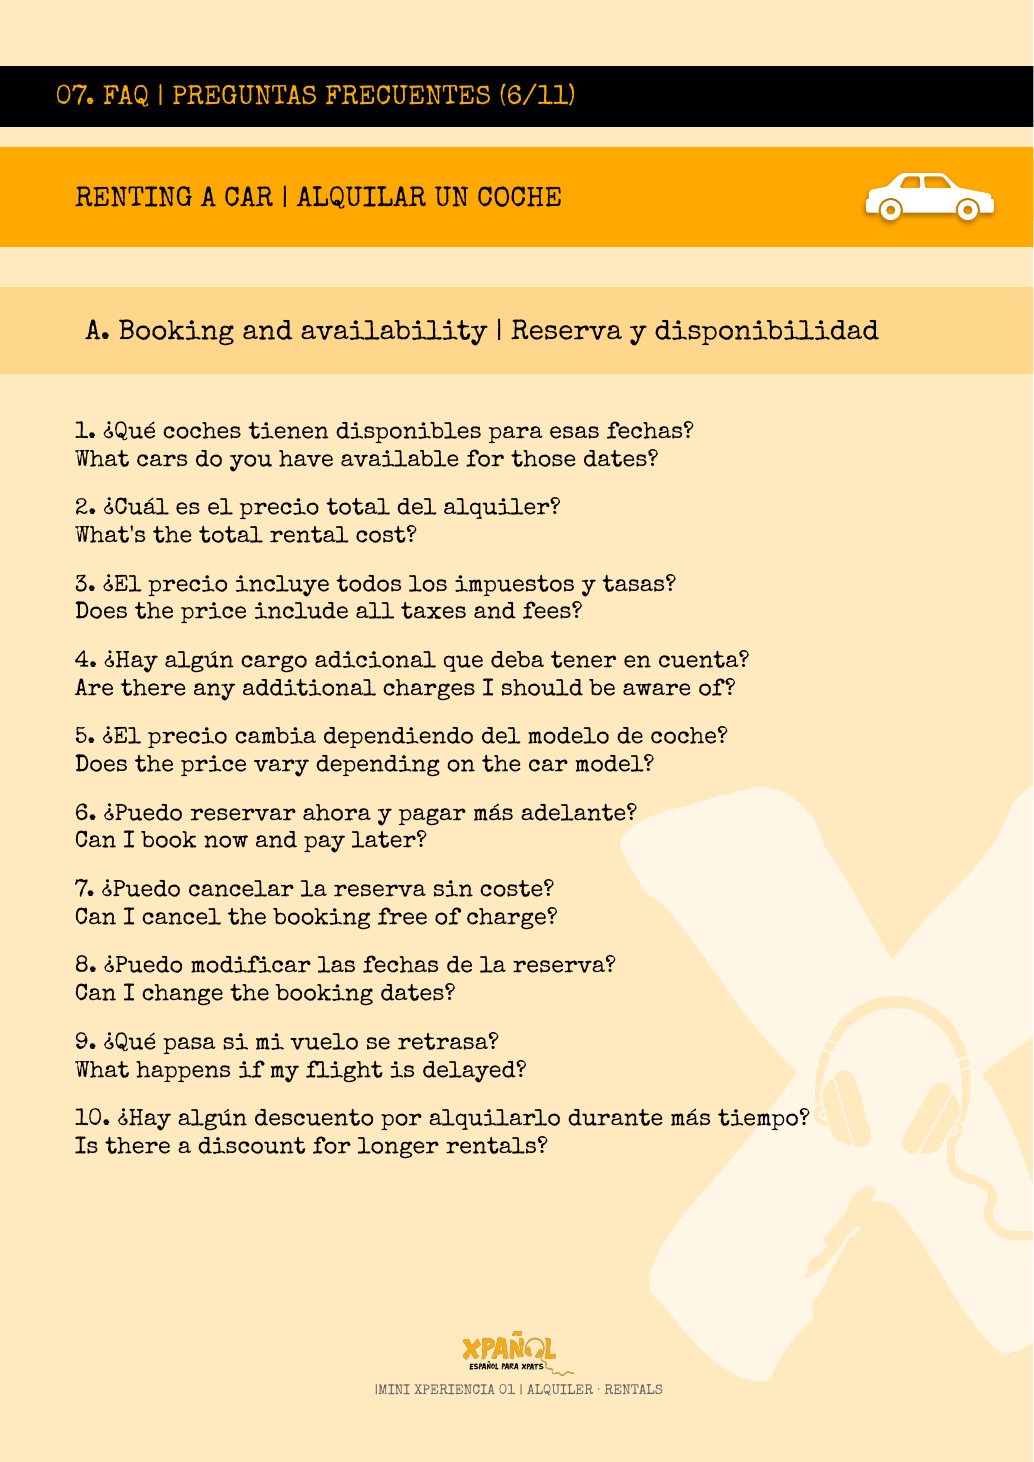 07. FAQ | PREGUNTAS FRECUENTES (6/11)
RENTING A CAR | ALQUILAR UN COCHE
A. Booking and availability | Reserva y disponibilidad
1. ¿Qué coches tienen disponibles para esas fechas?
What cars do you have available for those dates?
2. ¿Cuál es el precio total del alquiler?
What's the total rental cost?
3. ¿El precio incluye todos los impuestos y tasas?
Does the price include all taxes and fees?
4. ¿Hay algún cargo adicional que deba tener en cuenta?
Are there any additional charges I should be aware of?
5. ¿El precio cambia dependiendo del modelo de coche?
Does the price vary depending on the car model?
6. ¿Puedo reservar ahora y pagar más adelante?
Can I book now and pay later?
7. ¿Puedo cancelar la reserva sin coste?
Can I cancel the booking free of charge?
8. ¿Puedo modificar las fechas de la reserva?
Can I change the booking dates?
9. ¿Qué pasa si mi vuelo se retrasa?
What happens if my flight is delayed?
10. ¿Hay algún descuento por alquilarlo durante más tiempo?
Is there a discount for longer rentals?
XPAÑOL
ESPAÑOL PARA XPATS
|MINI XPERIENCIA 01 | ALQUILER · RENTALS